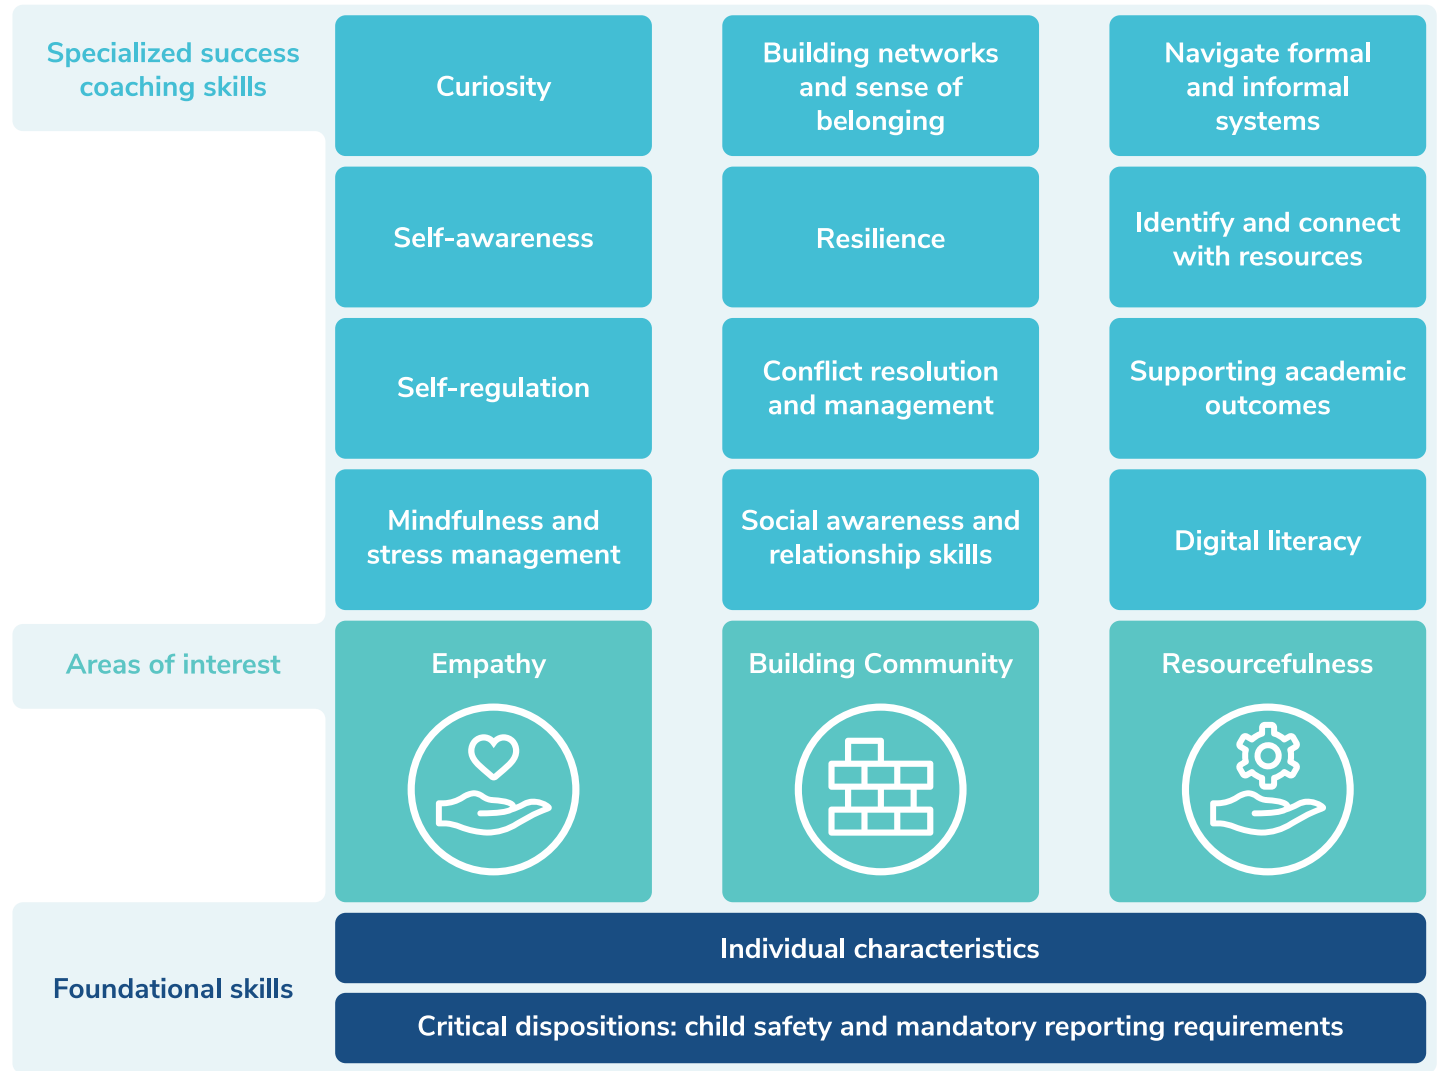 Specialized success
coaching skills
Curiosity
Building networks
and sense of
belonging
Navigate formal
and informal
systems
Self-awareness
Resilience
Identify and connect
with resources
Self-regulation
Conflict resolution
and management
Supporting academic
outcomes
Mindfulness and
stress management
Social awareness and
relationship skills
Digital literacy
Areas of interest
Empathy
Building Community
Resourcefulness
Foundational skills
Individual characteristics
Critical dispositions: child safety and mandatory reporting requirements